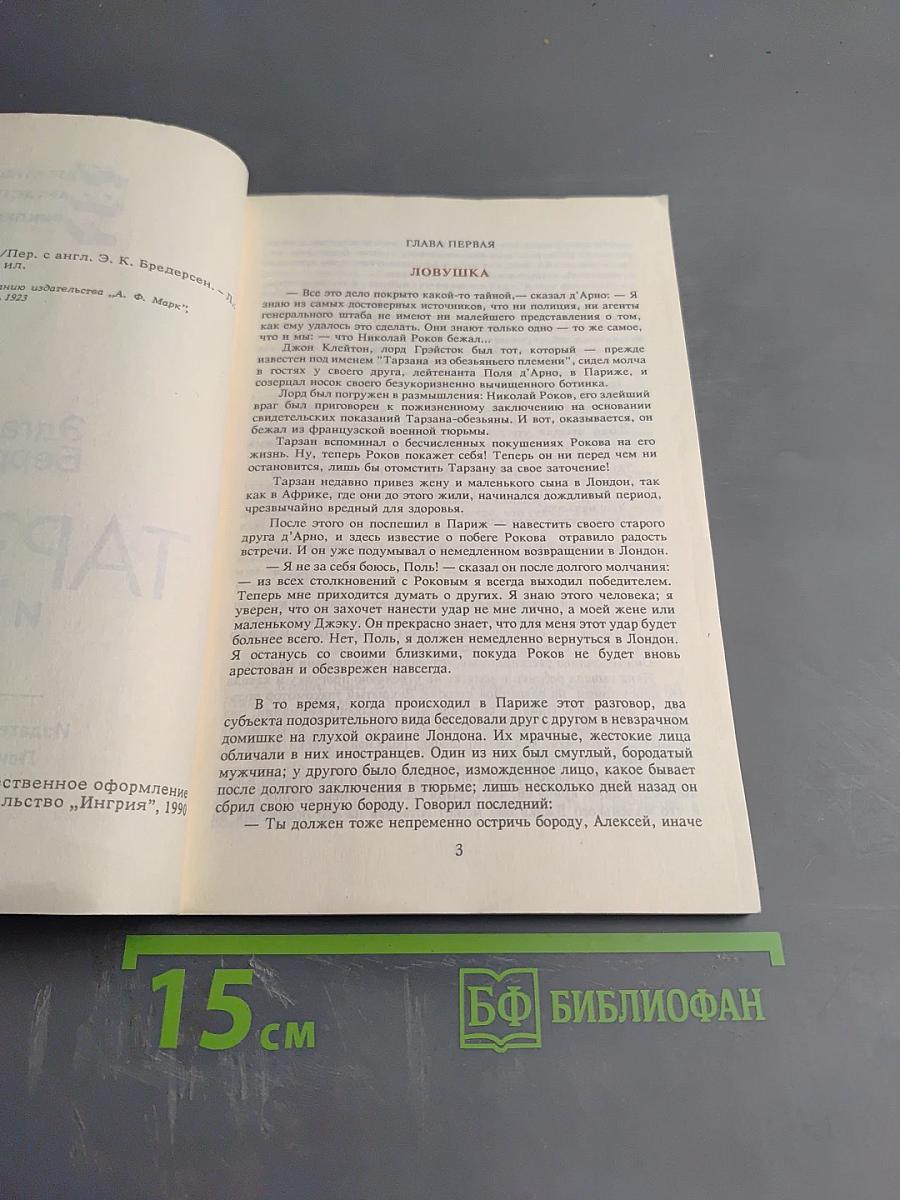 /Пер. с англ. Э. К. Бредерсен. – Л.
ил.
анию издательства „А. Ф. Марк",
1923
ественное оформление
льство „Ингрия", 1990
ГЛАВА ПЕРВАЯ
ЛОВУШКА
— Все это дело покрыто какой-то тайной,— сказал д'Арно: — Я
знаю из самых достоверных источников, что ни полиция, ни агенты
генерального штаба не имеют ни малейшего представления о том,
как ему удалось это сделать. Они знают только одно — то же самое,
что и мы: — что Николай Роков бежал...
Джон Клейтон, лорд Грэйсток был тот, который — прежде
известен под именем "Тарзана из обезьяньего племени", сидел молча
в гостях у своего друга, лейтенанта Поля д'Арно, в Париже, и
созерцал носок своего безукоризненно вычищенного ботинка.
Лорд был погружен в размышления: Николай Роков, его злейший
враг был приговорен к пожизненному заключению на основании
свидетельских показаний Тарзана-обезьяны. И вот, оказывается, он
бежал из французской военной тюрьмы.
Тарзан вспоминал о бесчисленных покушениях Рокова на его
жизнь. Ну, теперь Роков покажет себя! Теперь он ни перед чем ни
остановится, лишь бы отомстить Тарзану за свое заточение!
Тарзан недавно привез жену и маленького сына в Лондон, так
как в Африке, где они до этого жили, начинался дождливый период,
чрезвычайно вредный для здоровья.
После этого он поспешил в Париж — навестить своего старого
друга д'Арно, и здесь известие о побеге Рокова отравило радость
встречи. И он уже подумывал о немедленном возвращении в Лондон.
— Я не за себя боюсь, Поль! — сказал он после долгого молчания:
— из всех столкновений с Роковым я всегда выходил победителем.
Теперь мне приходится думать о других. Я знаю этого человека; я
уверен, что он захочет нанести удар не мне лично, а моей жене или
маленькому Джэку. Он прекрасно знает, что для меня этот удар будет
больнее всего. Нет, Поль, я должен немедленно вернуться в Лондон.
Я останусь со своими близкими, покуда Роков не будет вновь
арестован и обезврежен навсегда.
В то время, когда происходил в Париже этот разговор, два
субъекта подозрительного вида беседовали друг с другом в невзрачном
домишке на глухой окраине Лондона. Их мрачные, жестокие лица
обличали в них иностранцев. Один из них был смуглый, бородатый
мужчина; у другого было бледное, изможденное лицо, какое бывает
после долгого заключения в тюрьме; лишь несколько дней назад он
сбрил свою черную бороду. Говорил последний:
— Ты должен тоже непременно остричь бороду, Алексей, иначе
3
15 см
БФ БИБЛИОФАН